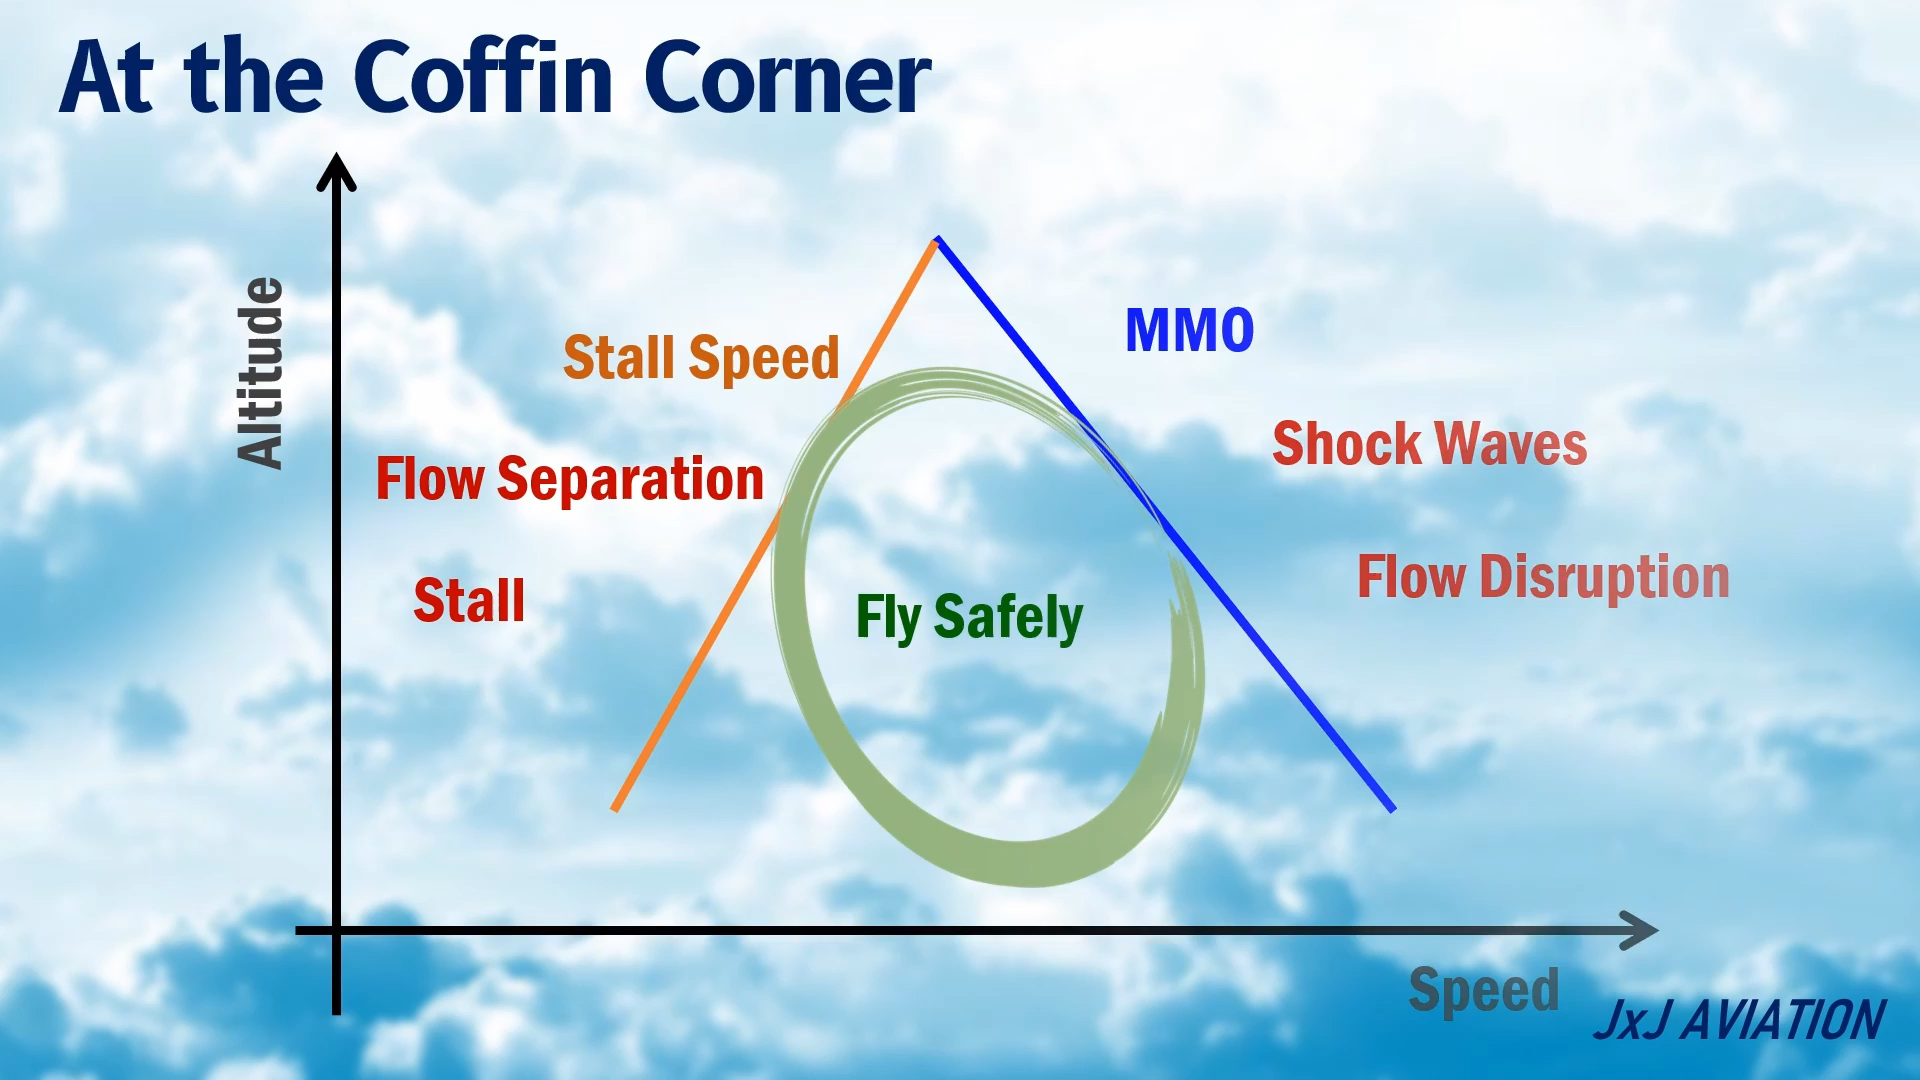 At the Coffin Corner
Altitude
Stall Speed
MMO
Flow Separation
Shock Waves
Stall
Fly Safely
Flow Disruption
Speed
JxJ AVIATION